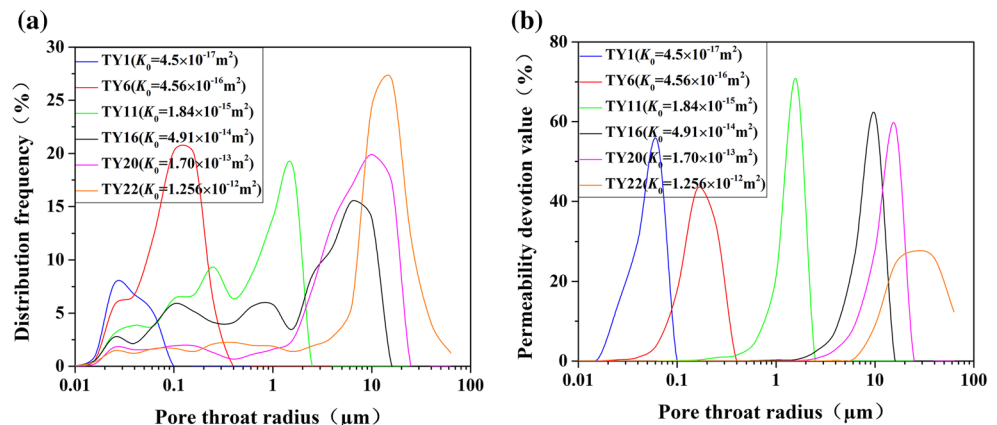 (a)
30
25
20
15
10
5
0
0.01
0.1
1
10
100
Distribution frequency（%）
Pore throat radius（μm）
TY1(K₀=4.5×10⁻¹⁷m²)
TY6(K₀=4.56×10⁻¹⁶m²)
TY11(K₀=1.84×10⁻¹⁵m²)
TY16(K₀=4.91×10⁻¹⁴m²)
TY20(K₀=1.70×10⁻¹³m²)
TY22(K₀=1.256×10⁻¹²m²)
(b)
80
60
40
20
0
0.01
0.1
1
10
100
Permeability devotion value（%）
Pore throat radius（μm）
TY1(K₀=4.5×10⁻¹⁷m²)
TY6(K₀=4.56×10⁻¹⁶m²)
TY11(K₀=1.84×10⁻¹⁵m²)
TY16(K₀=4.91×10⁻¹⁴m²)
TY20(K₀=1.70×10⁻¹³m²)
TY22(K₀=1.256×10⁻¹²m²)